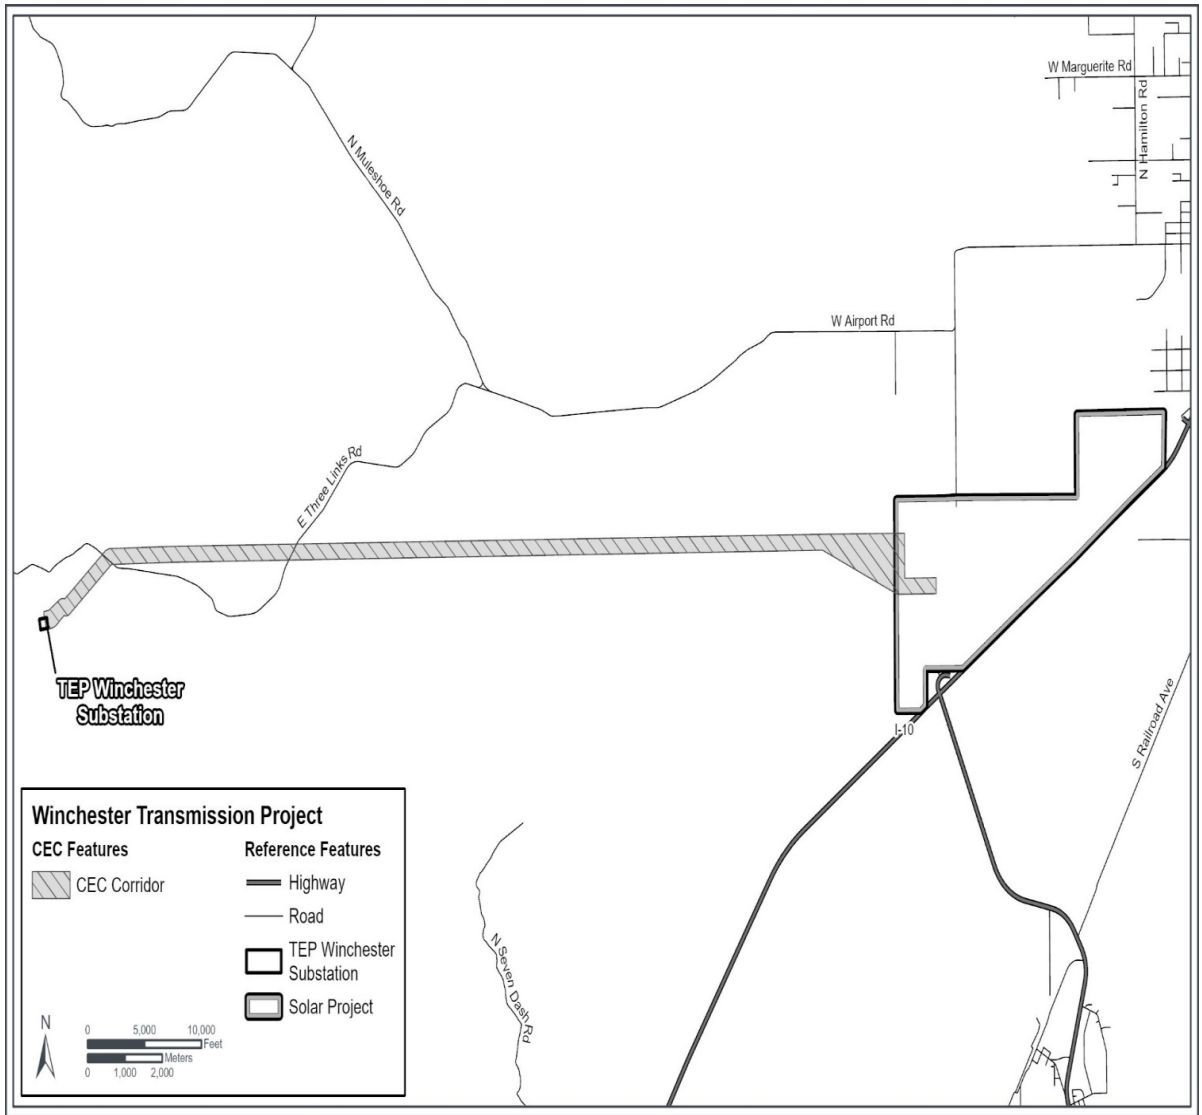 W Marguerite Rd
N Hamilton Rd
N Muleshoe Rd
W Airport Rd
E Three Links Rd
TEP Winchester
Substation
I-10
S Railroad Ave
N Seven Dash Rd
Winchester Transmission Project
CEC Features
CEC Corridor
Reference Features
Highway
Road
TEP Winchester
Substation
Solar Project
N
0 5,000 10,000
Feet
Meters
0 1,000 2,000